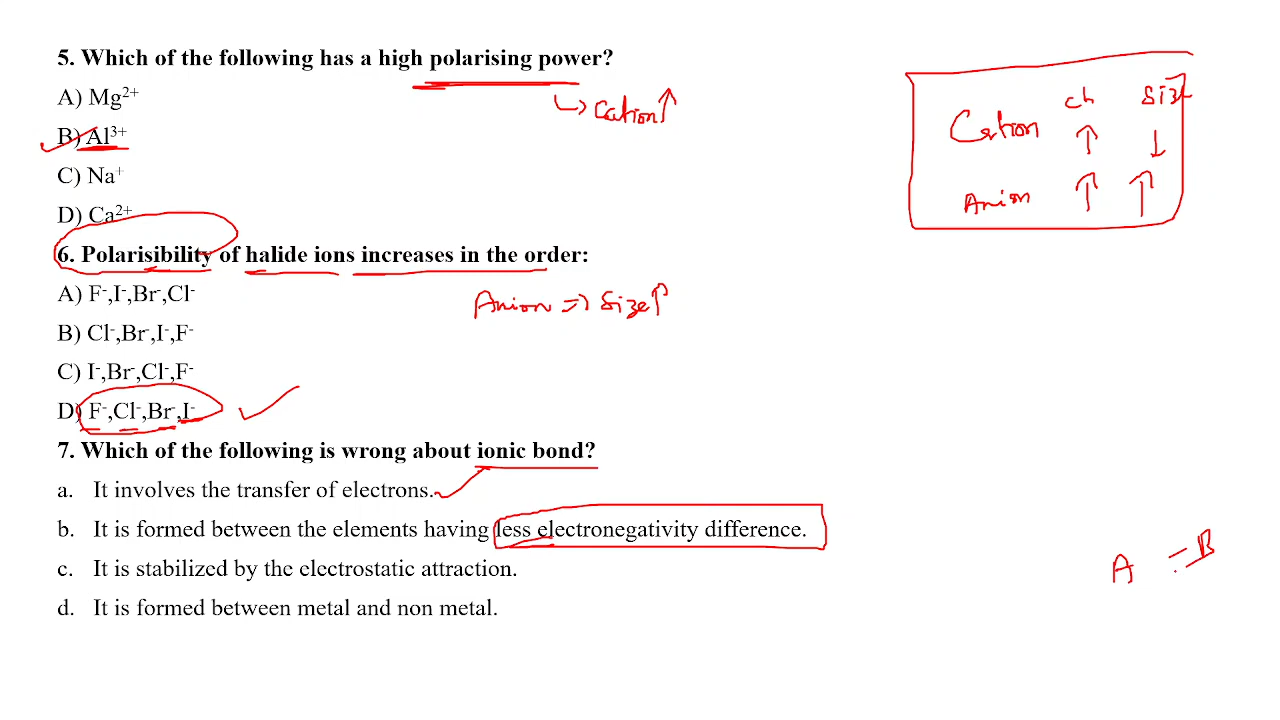 5. Which of the following has a high polarising power?
A) Mg²⁺
↳ Cation↑
B) Al³⁺
C) Na⁺
D) Ca²⁺
ch Size
Cation ↑ ↓
Anion ↑ ↑
6. Polarisibility of halide ions increases in the order:
A) F⁻,I⁻,Br⁻,Cl⁻
Anion ⇒ Size↑
B) Cl⁻,Br⁻,I⁻,F⁻
C) I⁻,Br⁻,Cl⁻,F⁻
D) F⁻,Cl⁻,Br⁻,I⁻
7. Which of the following is wrong about ionic bond?
a. It involves the transfer of electrons.
b. It is formed between the elements having less electronegativity difference.
c. It is stabilized by the electrostatic attraction.
A B
d. It is formed between metal and non metal.